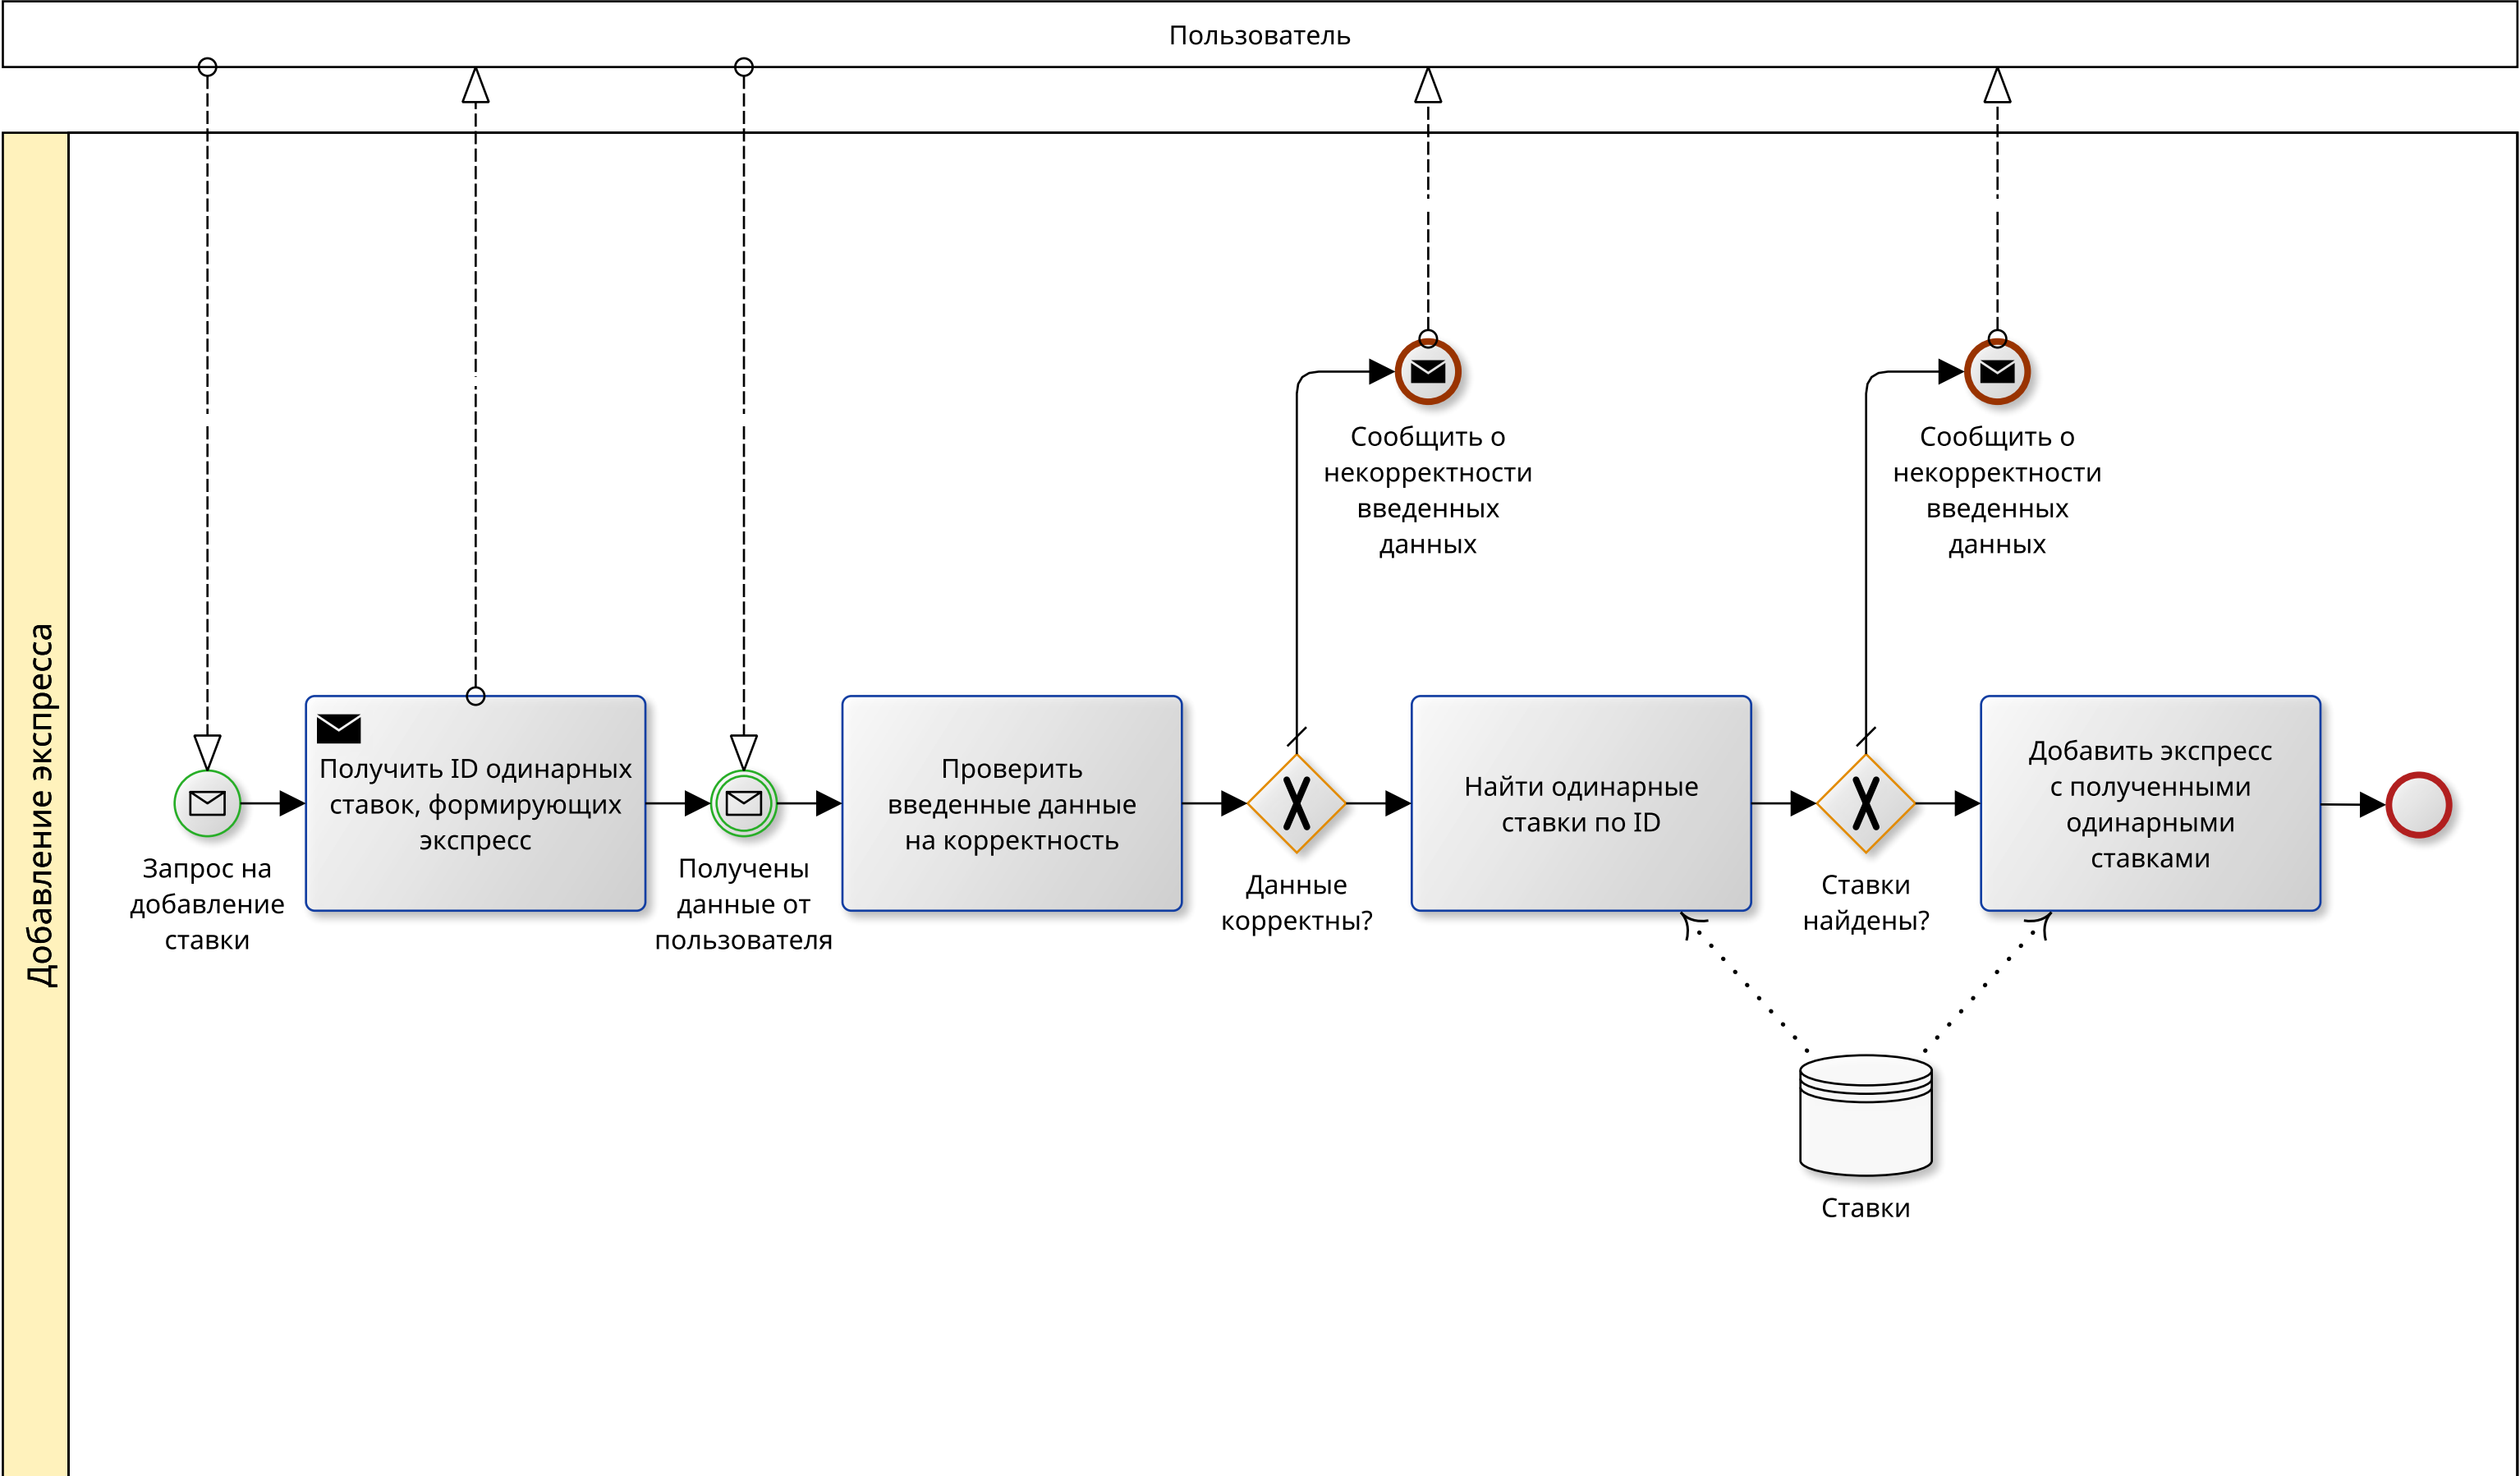 Пользователь
Добавление экспресса
Сообщить о
некорректности
введенных
данных
Сообщить о
некорректности
введенных
данных
Запрос на
добавление
ставки
Получить ID одинарных
ставок, формирующих
экспресс
Получены
данные от
пользователя
Проверить
введенные данные
на корректность
Данные
корректны?
Найти одинарные
ставки по ID
Ставки
найдены?
Добавить экспресс
с полученными
одинарными
ставками
Ставки